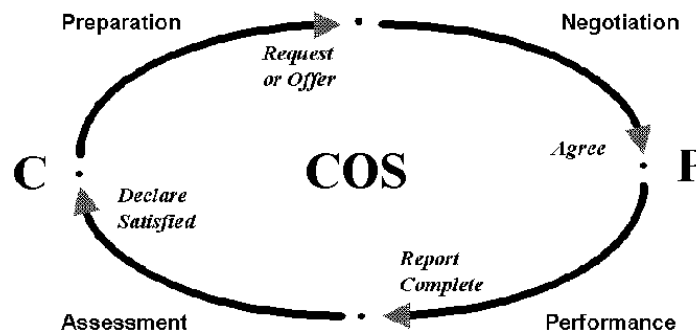 Preparation
Negotiation
Request
or Offer
Agree
C
COS
P
Declare
Satisfied
Report
Complete
Assessment
Performance